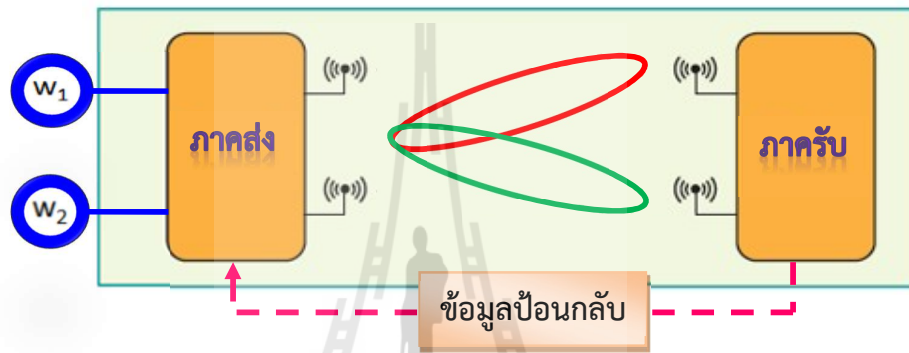 w₁
ภาคส่ง
ภาครับ
w₂
ข้อมูลป้อนกลับ